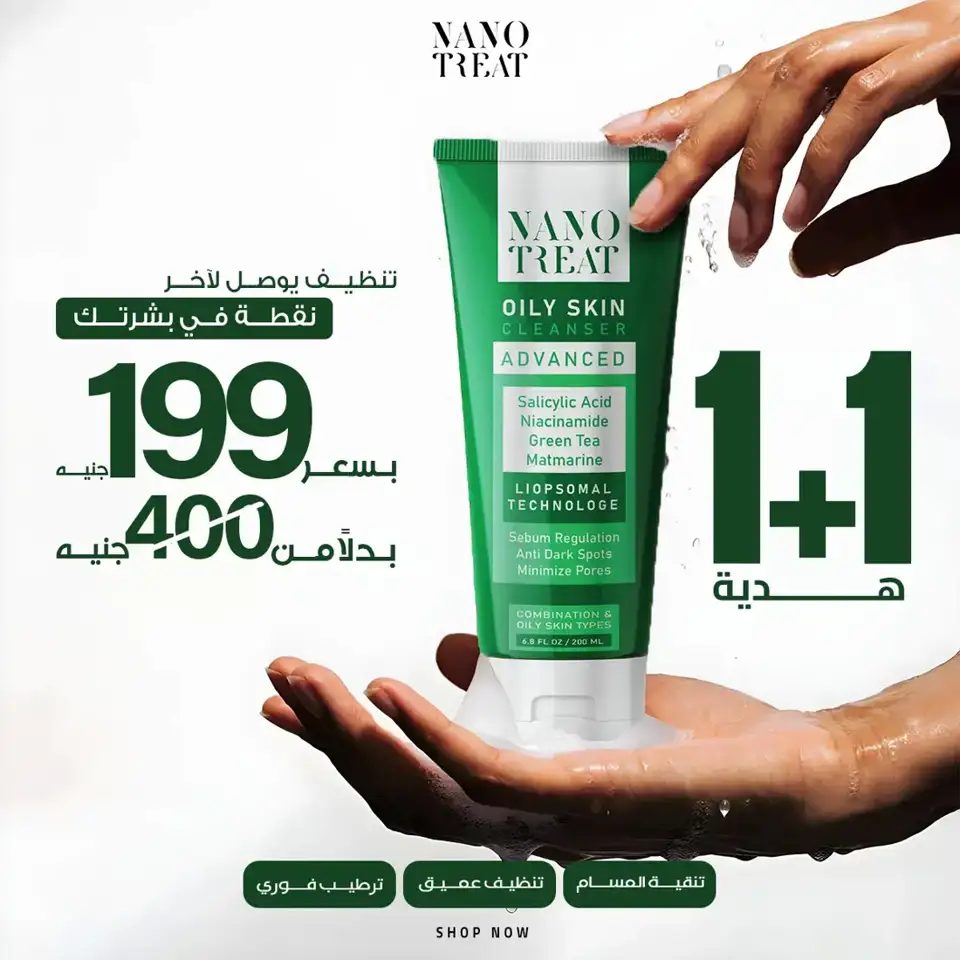 NANO
TREAT
تنظيف يوصل لآخر
نقطة في بشرتك
بسعر 199 جنيه
بدلاً من 400 جنيه
NANO
TREAT
OILY SKIN
CLEANSER
ADVANCED
Salicylic Acid
Niacinamide
Green Tea
Matmarine
LIOPSOMAL
TECHNOLOGE
Sebum Regulation
Anti Dark Spots
Minimize Pores
COMBINATION &
OILY SKIN TYPES
6.8 FL. OZ / 200 ML
1+1
هدية
تنقية المسام
تنظيف عميق
ترطيب فوري
SHOP NOW